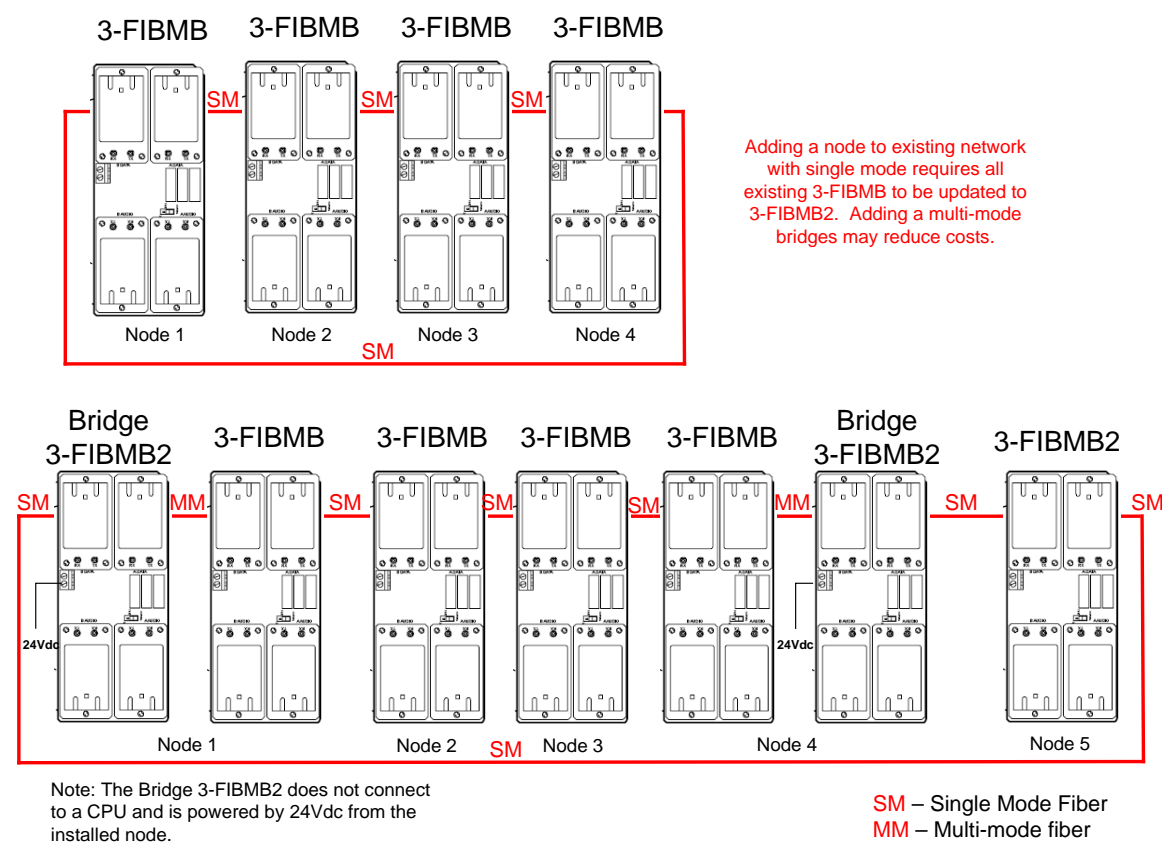 3-FIBMB 3-FIBMB 3-FIBMB 3-FIBMB
SM SM SM
Node 1 Node 2 Node 3 Node 4
SM
Adding a node to existing network
with single mode requires all
existing 3-FIBMB to be updated to
3-FIBMB2. Adding a multi-mode
bridges may reduce costs.
Bridge
3-FIBMB2
3-FIBMB 3-FIBMB 3-FIBMB 3-FIBMB
Bridge
3-FIBMB2
3-FIBMB2
SM MM SM SM SM MM SM SM
24Vdc 24Vdc
Node 1 Node 2 Node 3 Node 4 Node 5
SM
Note: The Bridge 3-FIBMB2 does not connect
to a CPU and is powered by 24Vdc from the
installed node.
SM – Single Mode Fiber
MM – Multi-mode fiber